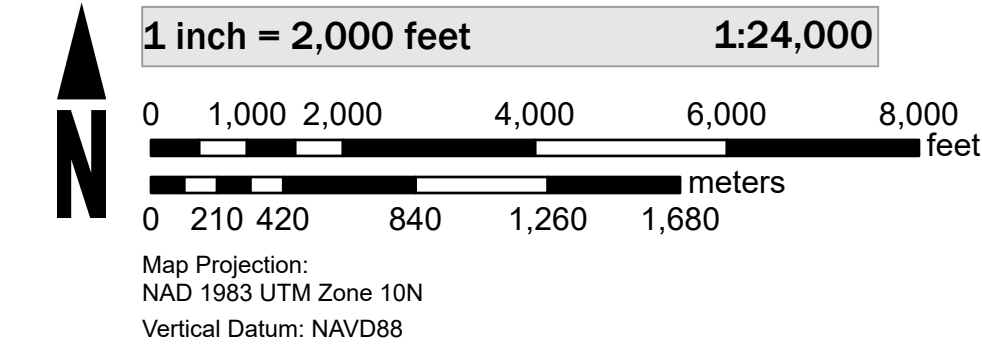 1 inch = 2,000 feet 1:24,000
0 1,000 2,000 4,000 6,000 8,000
feet
N
meters
0 210 420 840 1,260 1,680
Map Projection:
NAD 1983 UTM Zone 10N
Vertical Datum: NAVD88